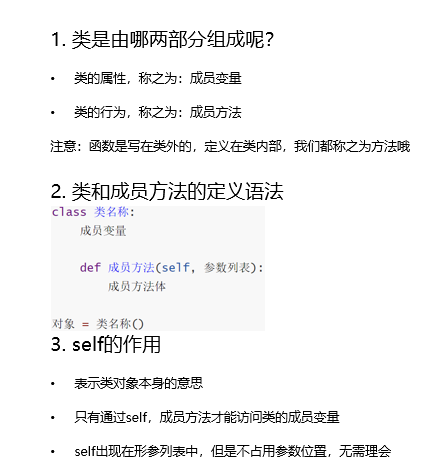 1. 类是由哪两部分组成呢？
• 类的属性，称之为：成员变量
• 类的行为，称之为：成员方法
注意：函数是写在类外的，定义在类内部，我们都称之为方法哦
2. 类和成员方法的定义语法
class 类名称:
    成员变量
    def 成员方法(self, 参数列表):
        成员方法体
对象 = 类名称()
3. self的作用
• 表示类对象本身的意思
• 只有通过self，成员方法才能访问类的成员变量
• self出现在形参列表中，但是不占用参数位置，无需理会